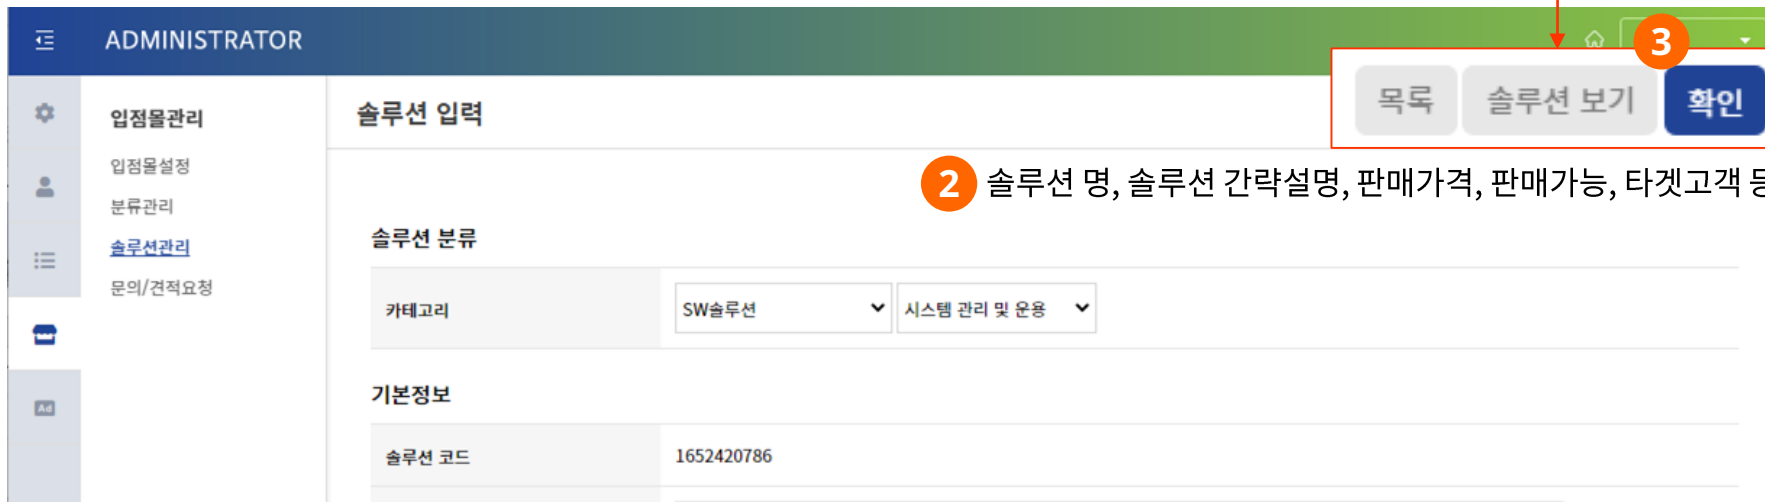 ADMINISTRATOR
3
목록 솔루션 보기 확인
입점몰관리
솔루션 입력
입점몰설정
2 솔루션 명, 솔루션 간략설명, 판매가격, 판매가능, 타겟고객 등
분류관리
솔루션관리
솔루션 분류
문의/견적요청
카테고리 SW솔루션 시스템 관리 및 운용
Ad
기본정보
솔루션 코드 1652420786